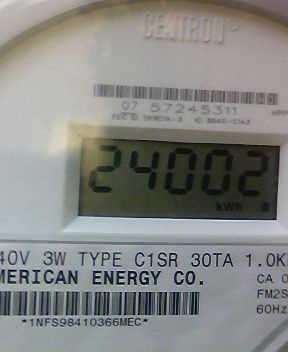 CENTRON®
07 57245311
24002
kWh
40V 3W TYPE C1SR 30TA 1.0K
MERICAN ENERGY CO.
CA 0
FM2S
60Hz
*1NFS98410366MEC*